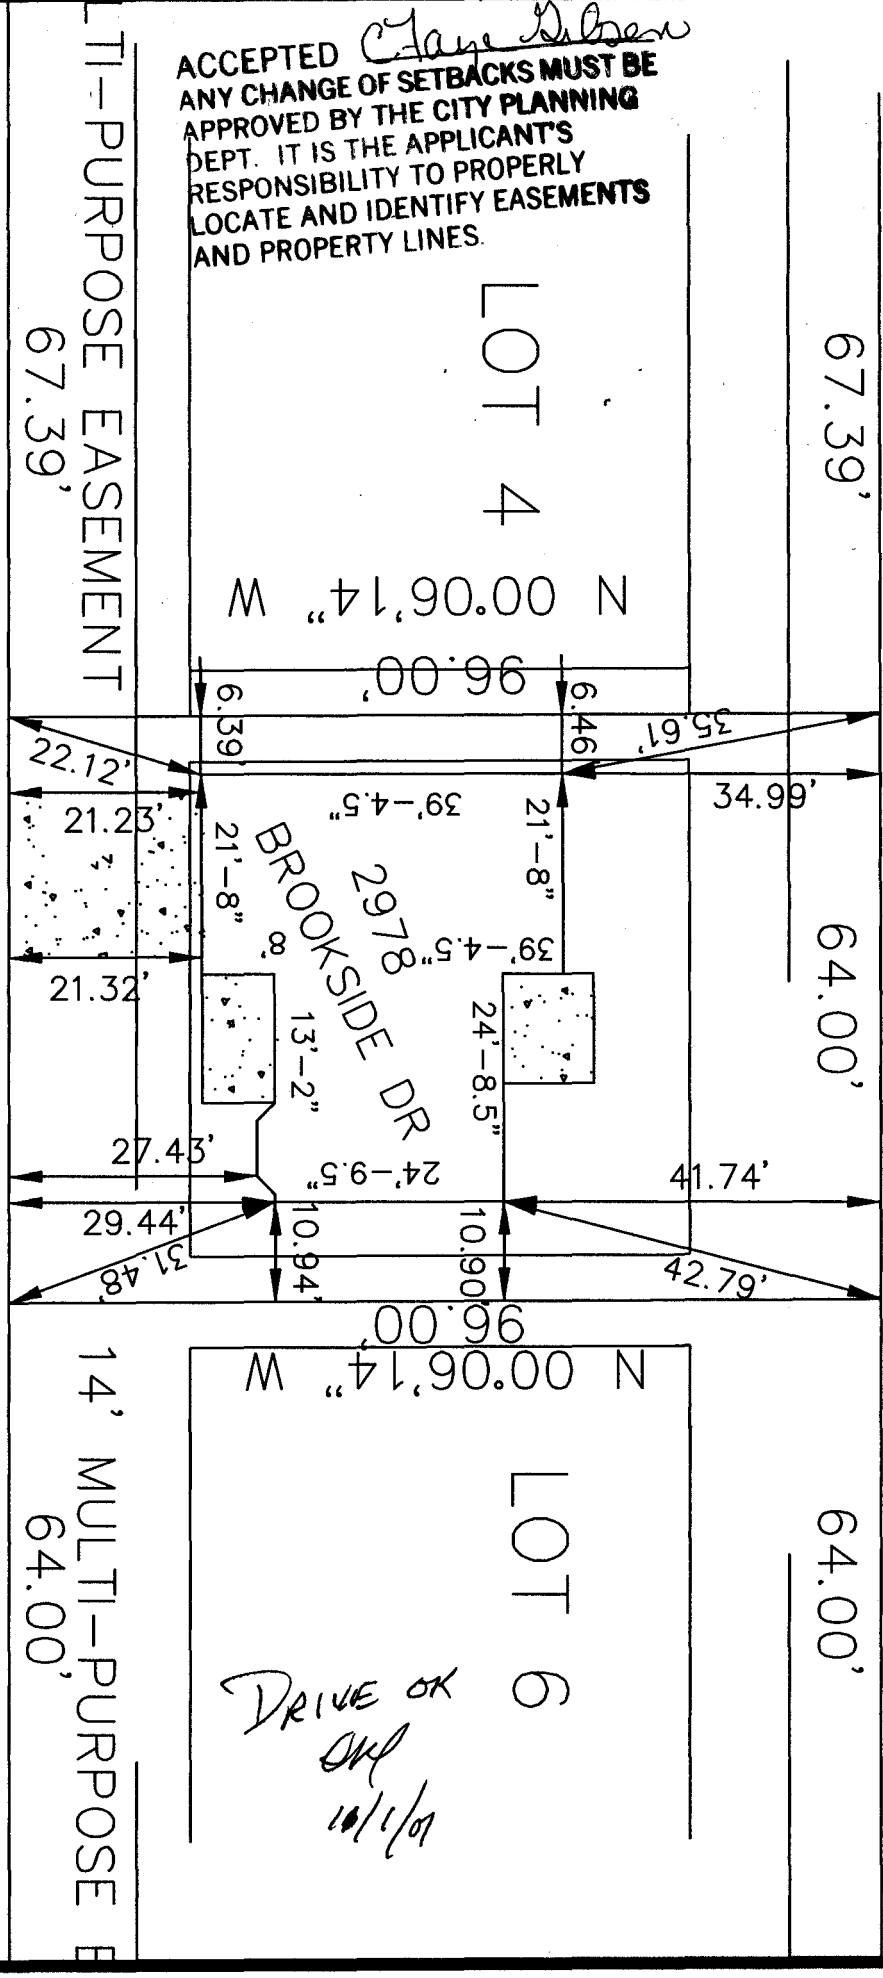 ACCEPTED C Faye Gibson
ANY CHANGE OF SETBACKS MUST BE
APPROVED BY THE CITY PLANNING
DEPT. IT IS THE APPLICANT'S
RESPONSIBILITY TO PROPERLY
LOCATE AND IDENTIFY EASEMENTS
AND PROPERTY LINES.
LTI-PURPOSE EASEMENT
67.39'
67.39'
LOT 4
N 00°06'14" W
96.00'
6.39'
6.46'
35.61'
22.12'
34.99'
21.23'
39'-4.5"
21'-8"
21'-8"
2978
BROOKSIDE DR
8'
39'-4.5"
64.00'
21.32'
13'-2"
24'-8.5"
27.43'
24'-9.5"
41.74'
29.44'
10.94'
10.90'
31.48'
42.79'
96.00'
N 00°06'14" W
14' MULTI-PURPOSE E
64.00'
LOT 6
64.00'
DRIVE OK
10/1/01